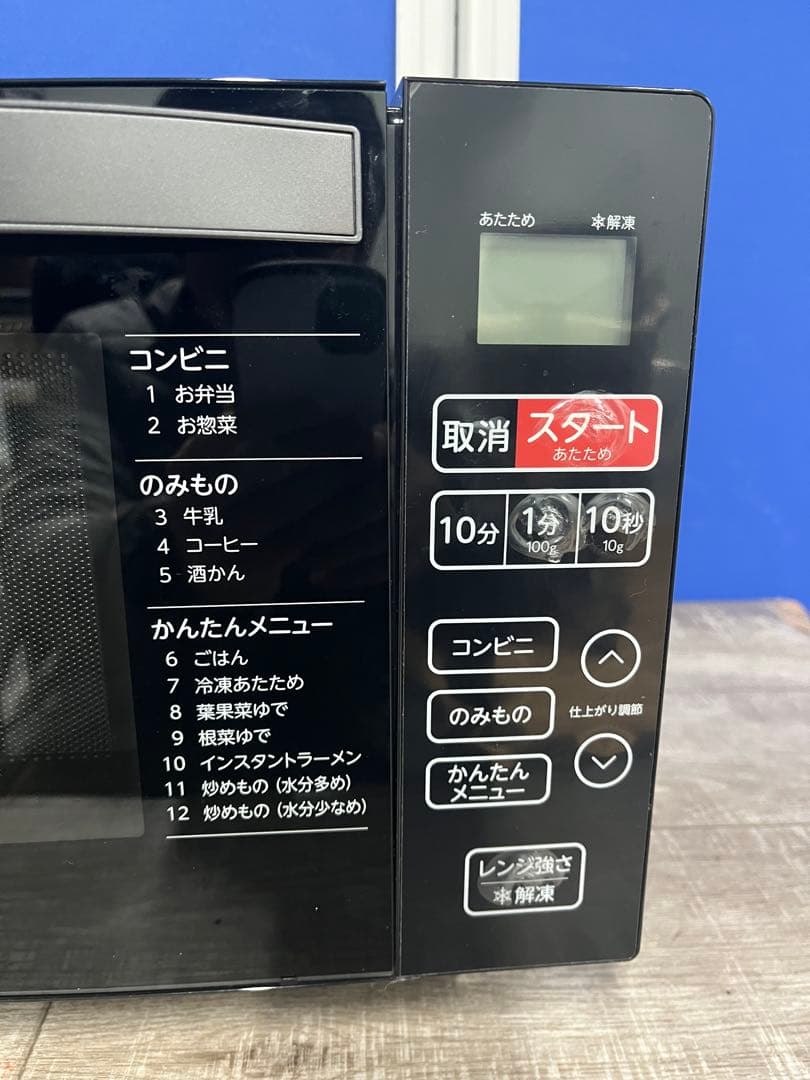 コンビニ
1 お弁当
2 お惣菜
のみもの
3 牛乳
4 コーヒー
5 酒かん
かんたんメニュー
6 ごはん
7 冷凍あたため
8 葉果菜ゆで
9 根菜ゆで
10 インスタントラーメン
11 炒めもの（水分多め）
12 炒めもの（水分少なめ）
あたため ❄解凍
取消 スタート
あたため
10分 1分 10秒
100g 10g
コンビニ
のみもの
仕上がり調節
かんたん
メニュー
レンジ強さ
❄解凍